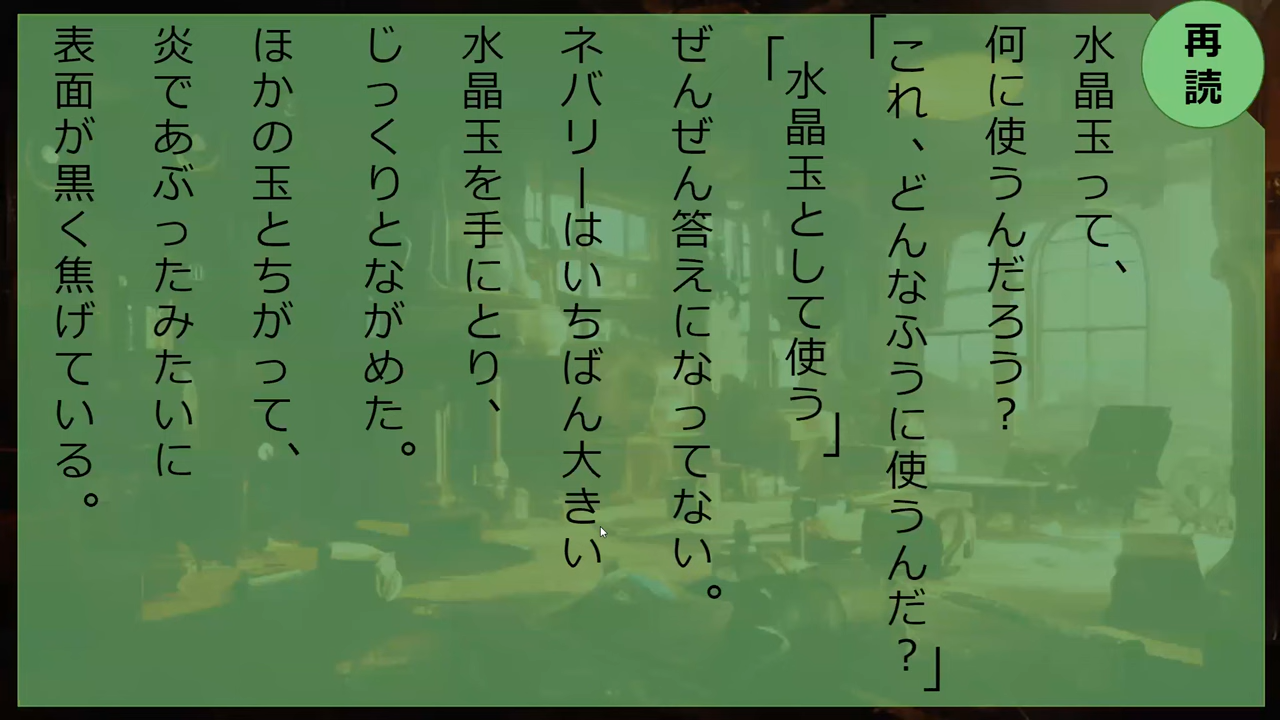 再読
水晶玉って、
何に使うんだろう？
「これ、どんなふうに使うんだ？」
「水晶玉として使う」
ぜんぜん答えになってない。
ネバリーはいちばん大きい
水晶玉を手にとり、
じっくりとながめた。
ほかの玉とちがって、
炎であぶったみたいに
表面が黒く焦げている。